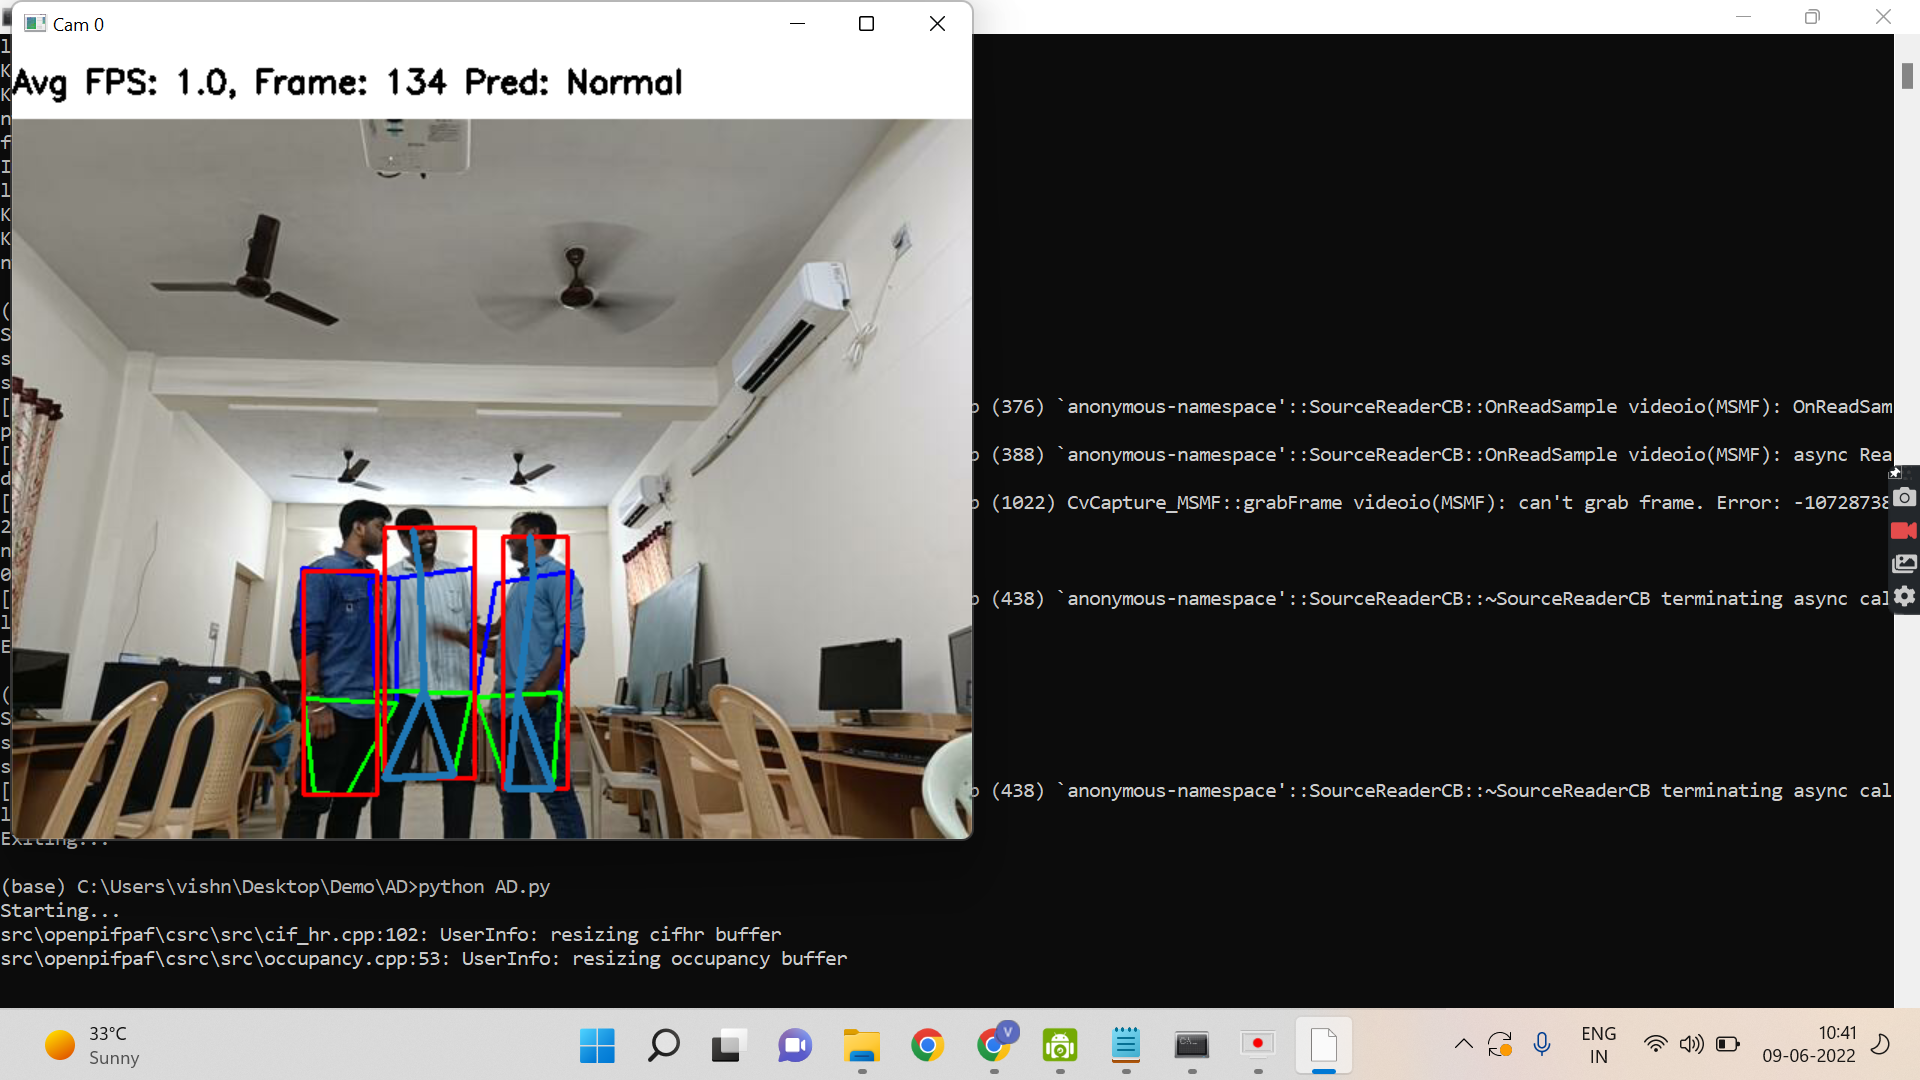 Cam 0
Avg FPS: 1.0, Frame: 134 Pred: Normal
(376) `anonymous-namespace'::SourceReaderCB::OnReadSample videoio(MSMF): OnReadSam
(388) `anonymous-namespace'::SourceReaderCB::OnReadSample videoio(MSMF): async Rea
(1022) CvCapture_MSMF::grabFrame videoio(MSMF): can't grab frame. Error: -10728738
(438) `anonymous-namespace'::SourceReaderCB::~SourceReaderCB terminating async cal
(438) `anonymous-namespace'::SourceReaderCB::~SourceReaderCB terminating async cal
Exiting...
(base) C:\Users\vishn\Desktop\Demo\AD>python AD.py
Starting...
src\openpifpaf\csrc\src\cif_hr.cpp:102: UserInfo: resizing cifhr buffer
src\openpifpaf\csrc\src\occupancy.cpp:53: UserInfo: resizing occupancy buffer
33°C
Sunny
V
ENG
IN
10:41
09-06-2022